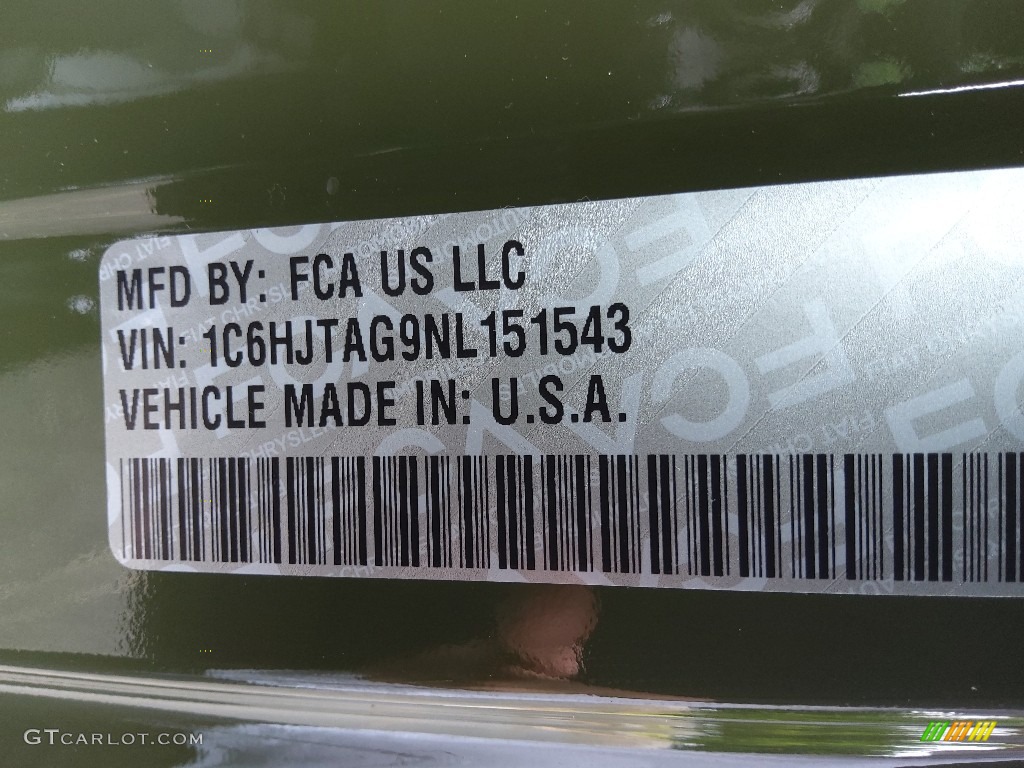 MFD BY: FCA US LLC
VIN: 1C6HJTAG9NL151543
VEHICLE MADE IN: U.S.A.
GTCARLOT.COM